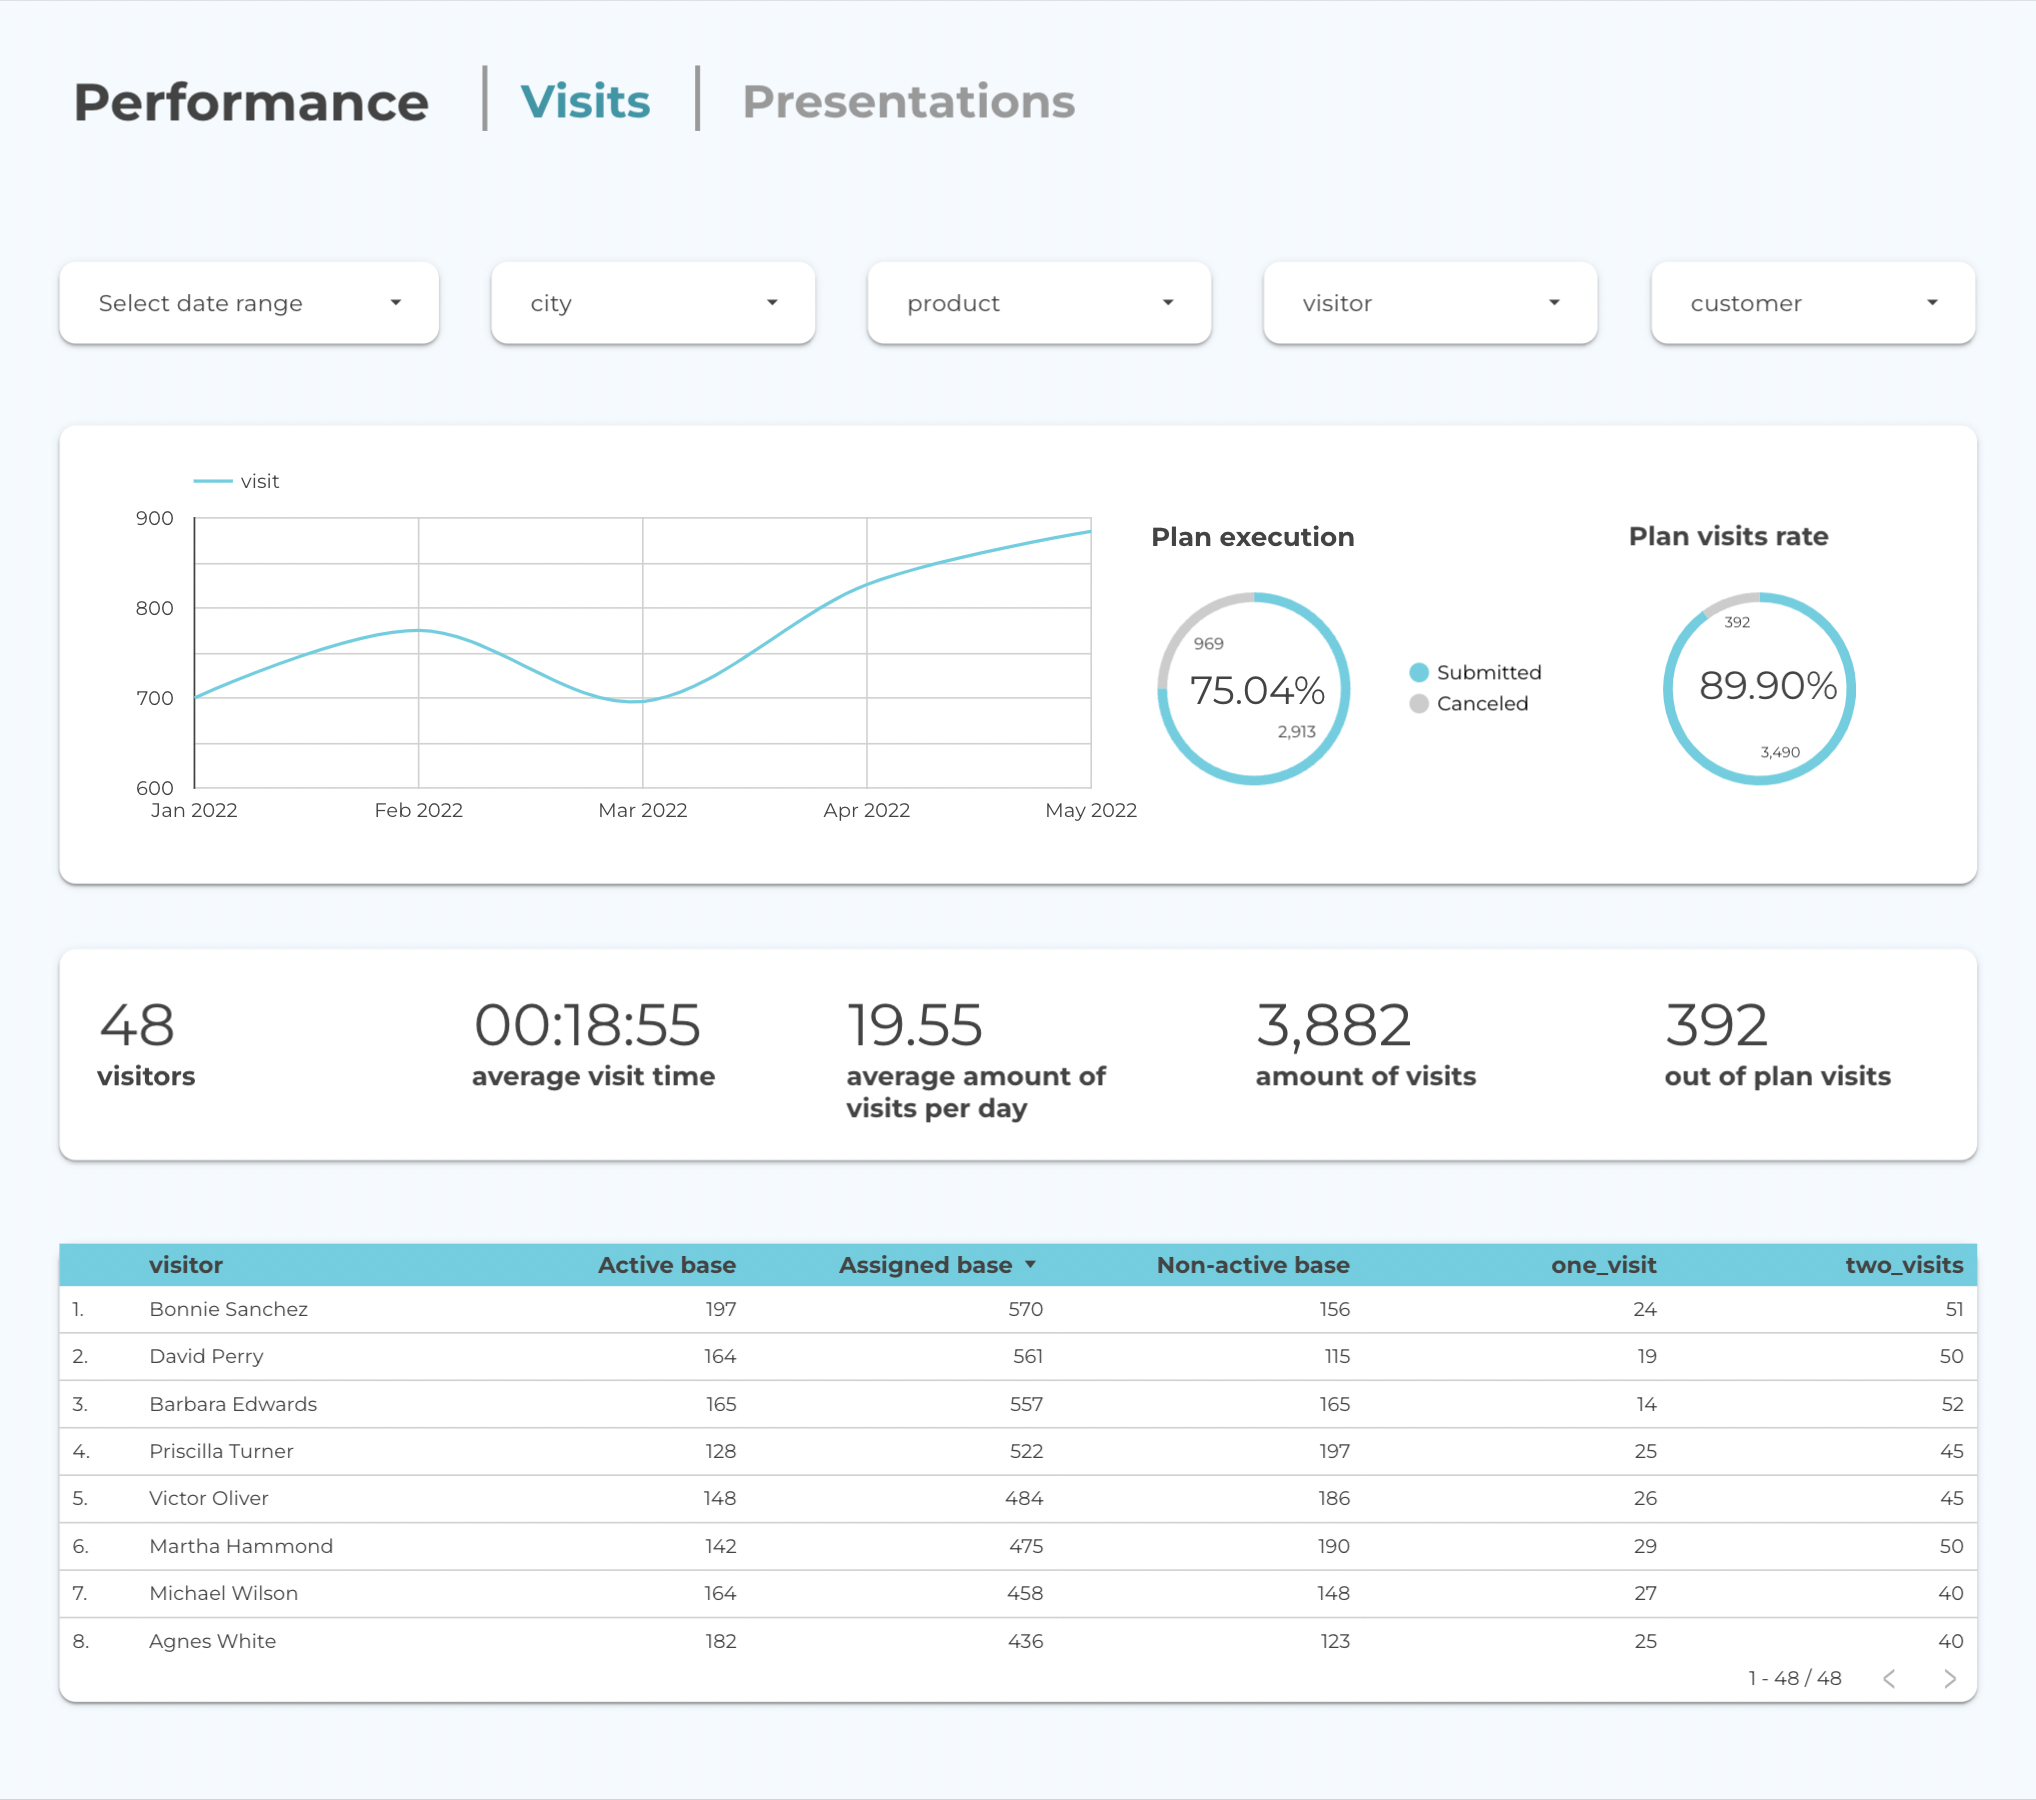 Performance | Visits | Presentations
Select date range city product visitor customer
visit
900
800
700
600
Jan 2022 Feb 2022 Mar 2022 Apr 2022 May 2022
Plan execution
969
75.04%
2,913
Submitted
Canceled
Plan visits rate
392
89.90%
3,490
48
visitors
00:18:55
average visit time
19.55
average amount of
visits per day
3,882
amount of visits
392
out of plan visits
visitor Active base Assigned base Non-active base one_visit two_visits
1. Bonnie Sanchez 197 570 156 24 51
2. David Perry 164 561 115 19 50
3. Barbara Edwards 165 557 165 14 52
4. Priscilla Turner 128 522 197 25 45
5. Victor Oliver 148 484 186 26 45
6. Martha Hammond 142 475 190 29 50
7. Michael Wilson 164 458 148 27 40
8. Agnes White 182 436 123 25 40
1 - 48 / 48 < >